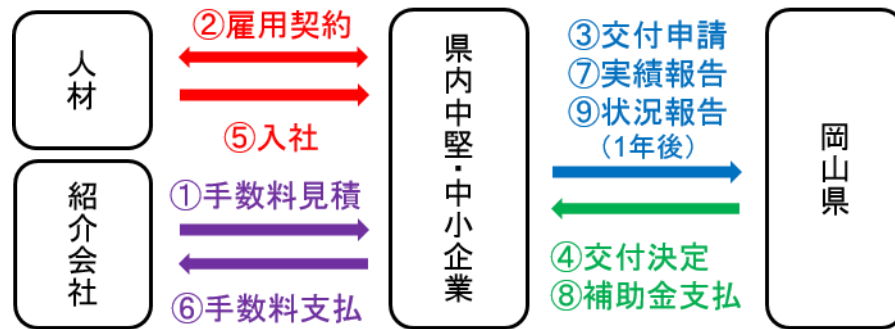 人材
②雇用契約
⑤入社
紹介会社
①手数料見積
⑥手数料支払
県内中堅・中小企業
③交付申請
⑦実績報告
⑨状況報告
(1年後)
④交付決定
⑧補助金支払
岡山県